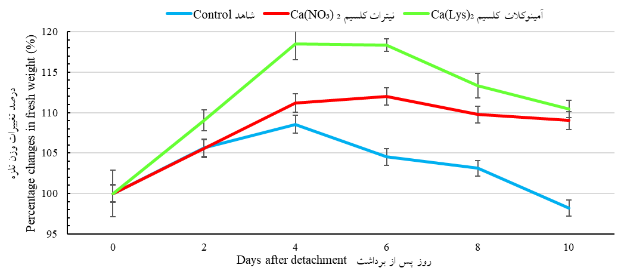 Control شاهد Ca(NO₃) ₂ نیترات کلسیم Ca(Lys)₂ آمینوکلات کلسیم
درصد تغییرات وزن تازه
Percentage changes in fresh weight (%)
120
115
110
105
100
95
0 2 4 6 8 10
Days after detachment روز پس از برداشت